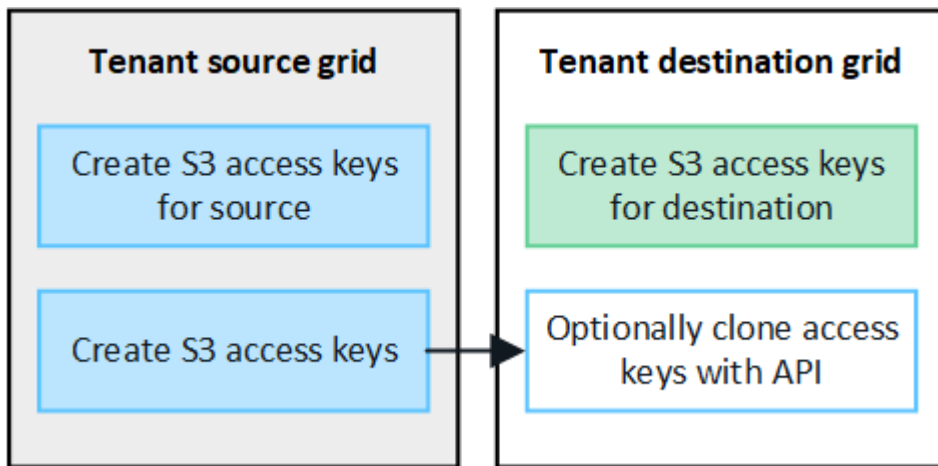 Tenant source grid
Create S3 access keys
for source
Create S3 access keys
Tenant destination grid
Create S3 access keys
for destination
Optionally clone access
keys with API